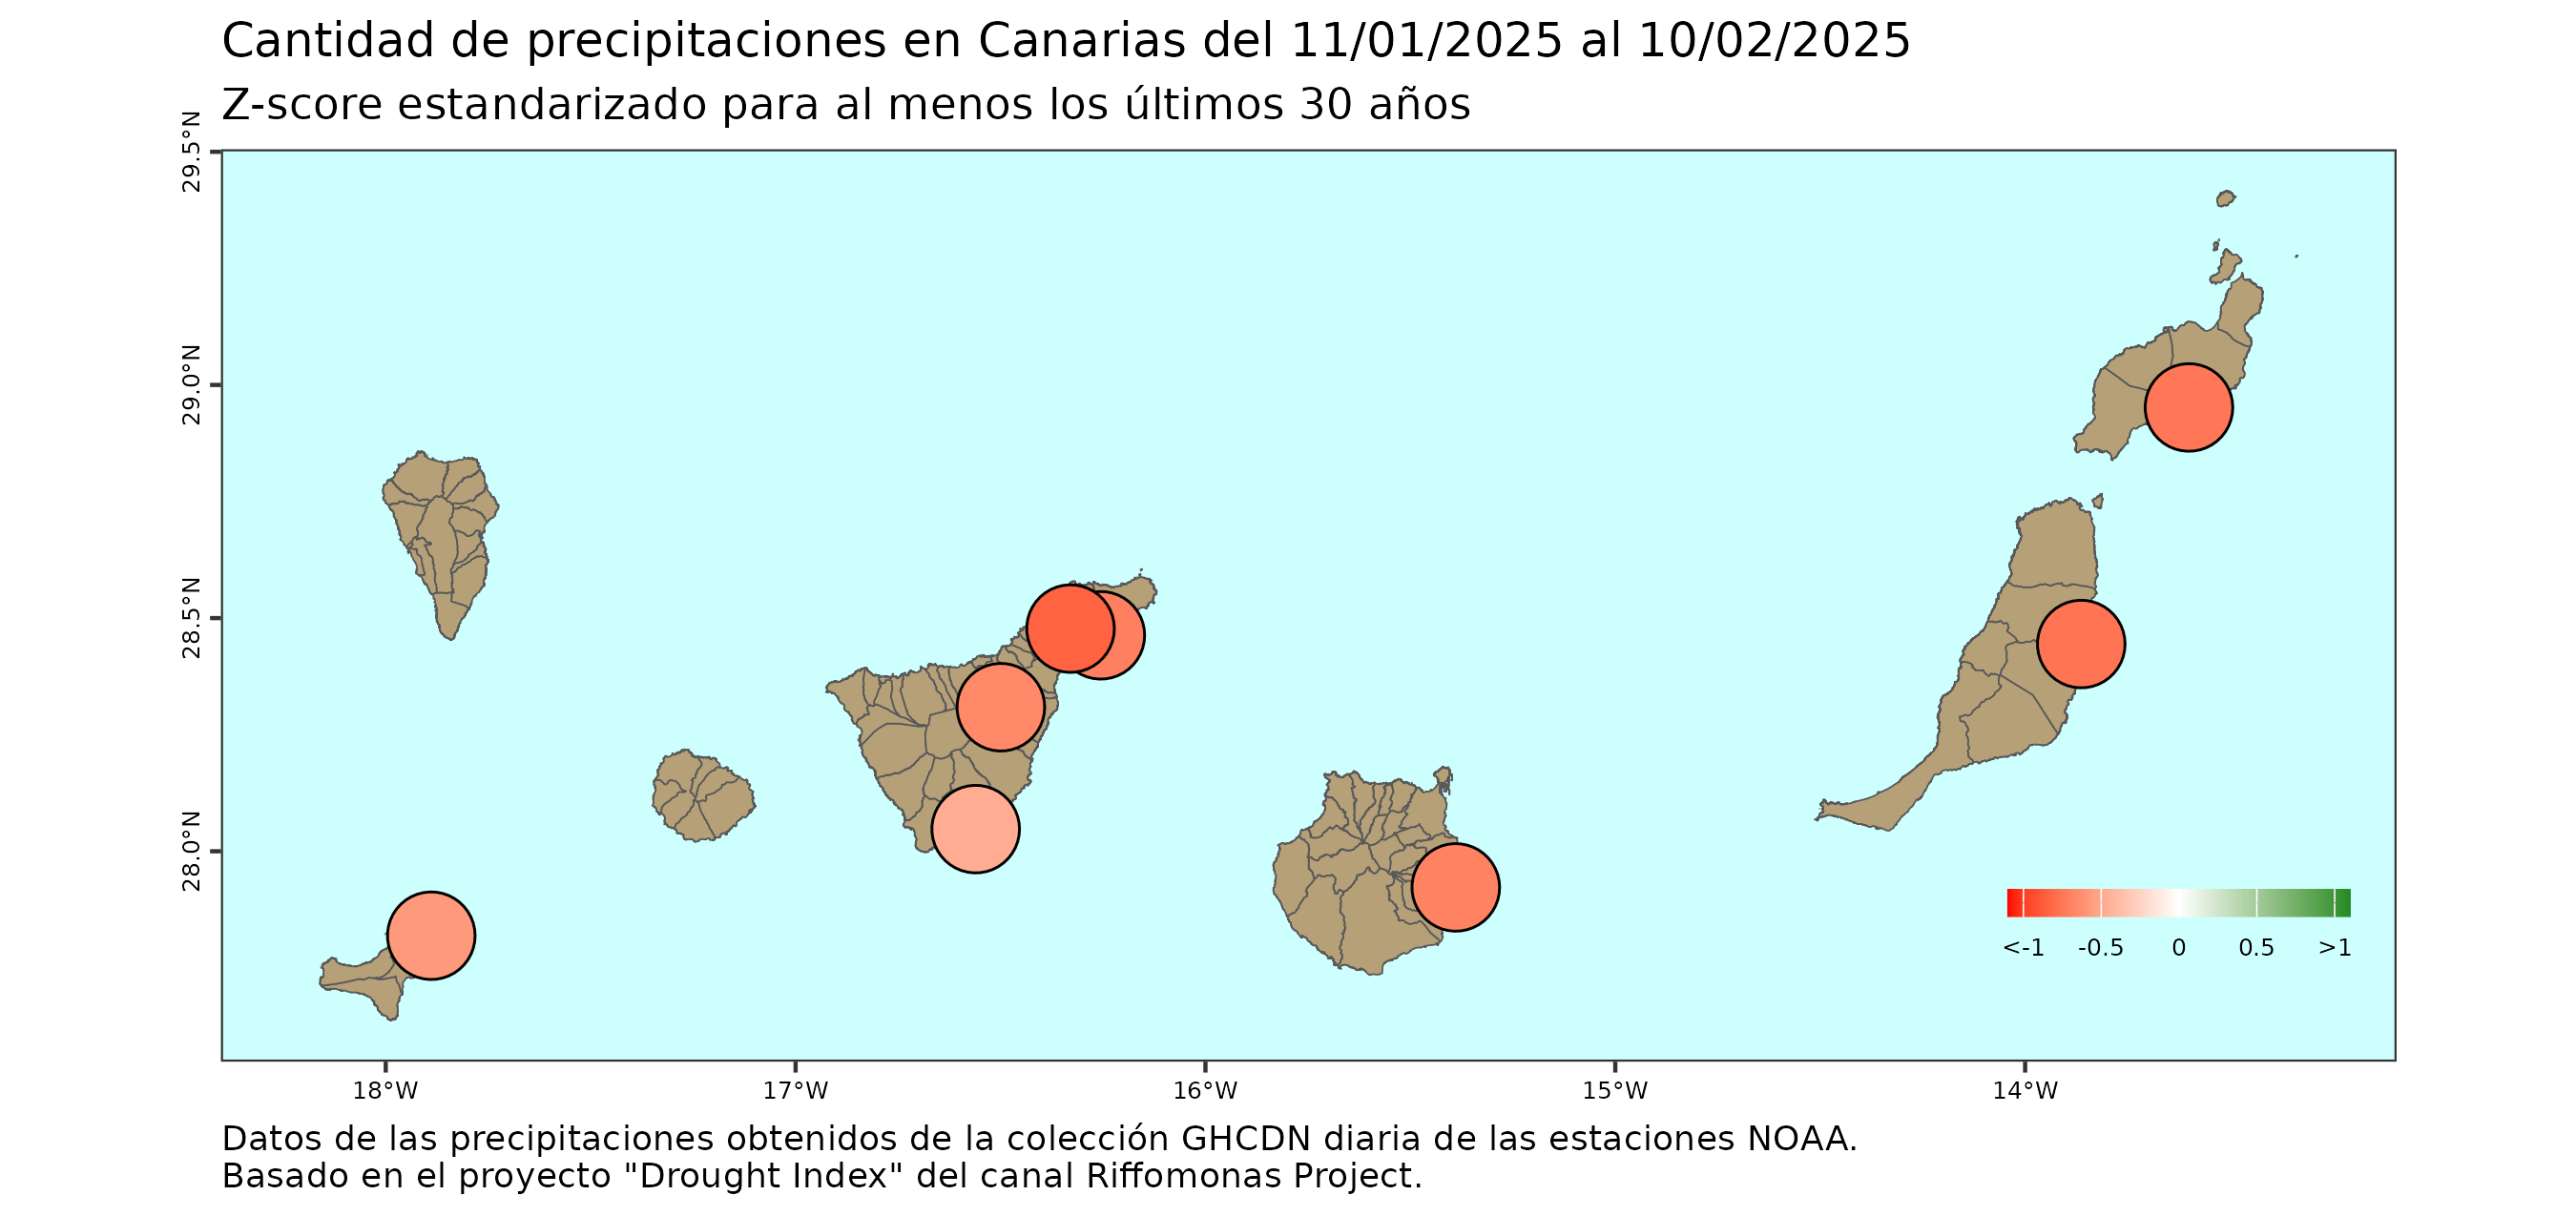 Cantidad de precipitaciones en Canarias del 11/01/2025 al 10/02/2025
Z-score estandarizado para al menos los últimos 30 años
29.5°N
29.0°N
28.5°N
28.0°N
<-1 -0.5 0 0.5 >1
18°W 17°W 16°W 15°W 14°W
Datos de las precipitaciones obtenidos de la colección GHCDN diaria de las estaciones NOAA.
Basado en el proyecto "Drought Index" del canal Riffomonas Project.